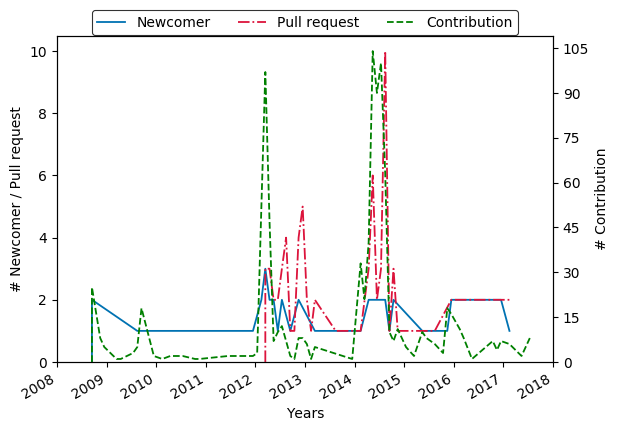 Newcomer Pull request Contribution
10
8
6
4
2
0
# Newcomer / Pull request
105
90
75
60
45
30
15
0
# Contribution
2008 2009 2010 2011 2012 2013 2014 2015 2016 2017 2018
Years